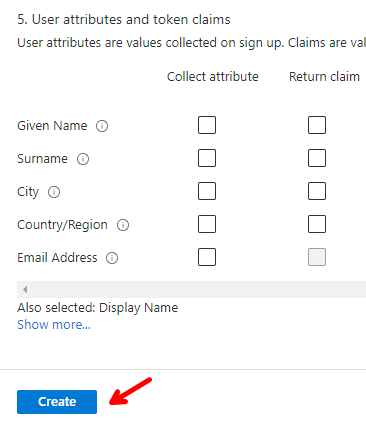 5. User attributes and token claims
User attributes are values collected on sign up. Claims are val
Collect attribute Return claim
Given Name
Surname
City
Country/Region
Email Address
Also selected: Display Name
Show more...
Create